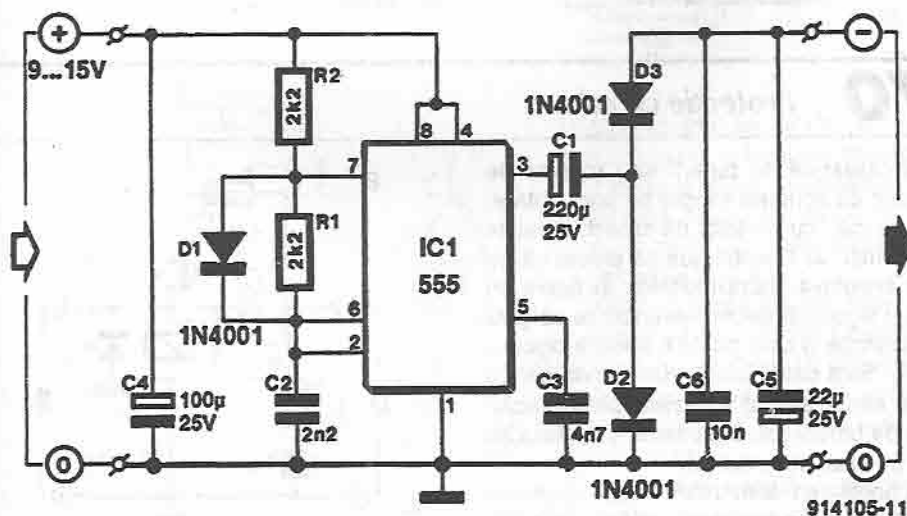 +
9...15V
R2
2k2
D3
1N4001
8
4
C1
7
3
R1
2k2
220µ
25V
D1
IC1
555
1N4001
6
5
2
C4
100µ
25V
C2
2n2
1
C3
4n7
D2
C6
10n
C5
22µ
25V
0
0
1N4001
914105-11